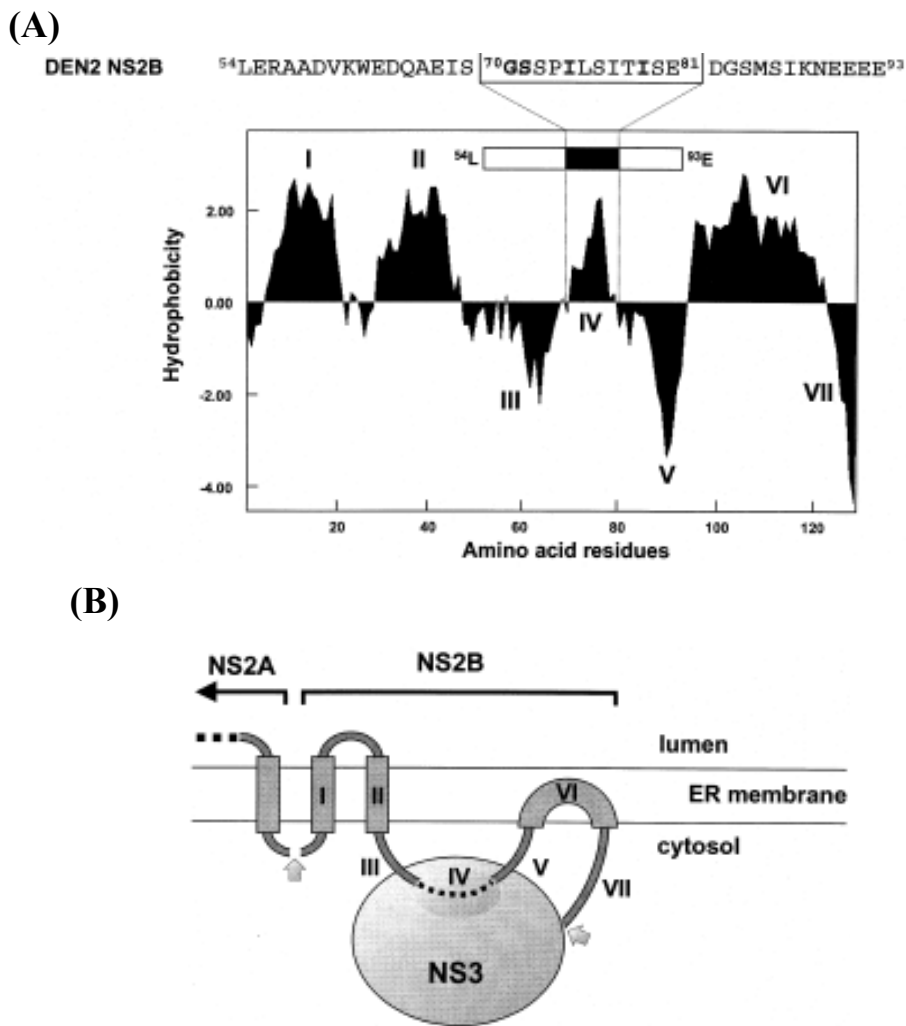 (A)
DEN2 NS2B ⁵⁴LERAADVKWEDQAEIS ⁷⁰GSSPILSITISE⁸¹ DGSMSIKNEEEE⁹³
I II ⁵⁴L ⁹³E VI
2.00
0.00
-2.00
-4.00
Hydrophobicity
III IV V VII
20 40 60 80 100 120
Amino acid residues
(B)
NS2A NS2B
lumen
I II VI ER membrane
cytosol
III IV V VII
NS3